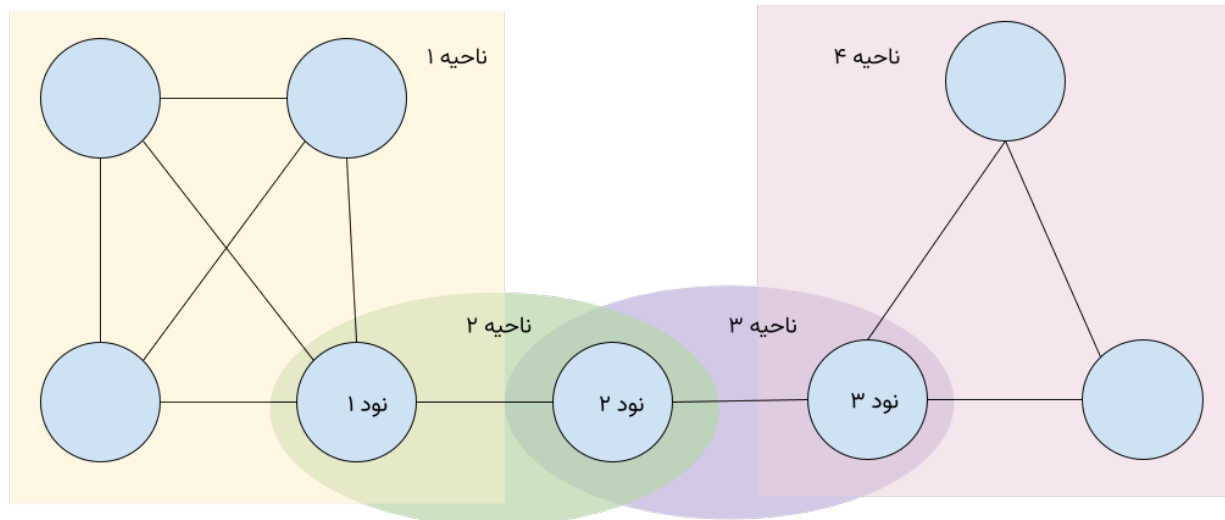 ناحیه ۱
ناحیه ۴
ناحیه ۲
ناحیه ۳
نود ۱
نود ۲
نود ۳